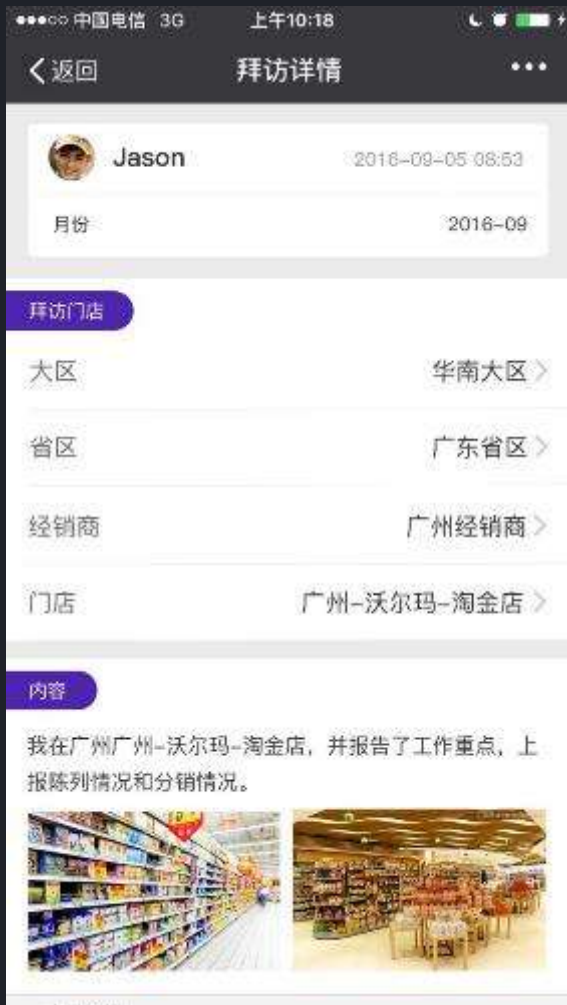 中国电信 3G 上午10:18
返回 拜访详情
Jason 2016-09-05 08:53
月份 2016-09
拜访门店
大区 华南大区
省区 广东省区
经销商 广州经销商
门店 广州-沃尔玛-淘金店
内容
我在广州广州-沃尔玛-淘金店，并报告了工作重点，上
报陈列情况和分销情况。